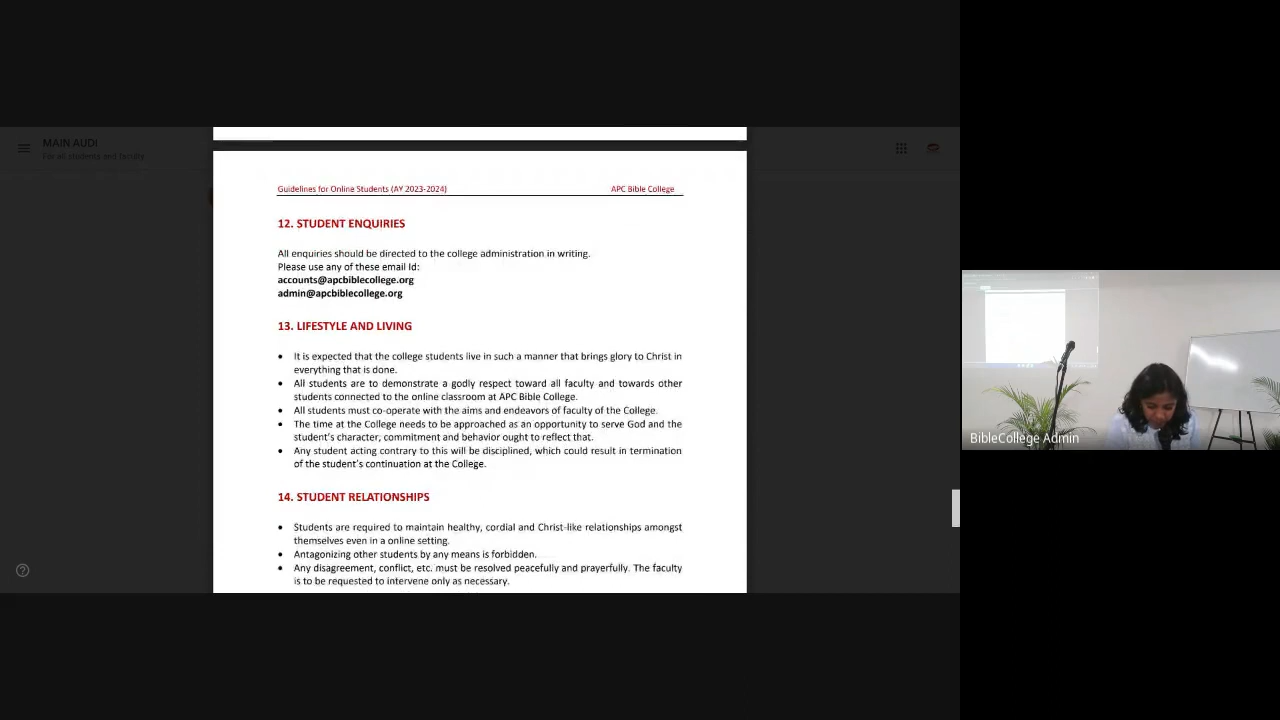 MAIN AUDI
For all students and faculty
Guidelines for Online Students (AY 2023-2024) APC Bible College
12. STUDENT ENQUIRIES
All enquiries should be directed to the college administration in writing.
Please use any of these email Id:
accounts@apcbiblecollege.org
admin@apcbiblecollege.org
13. LIFESTYLE AND LIVING
• It is expected that the college students live in such a manner that brings glory to Christ in
everything that is done.
• All students are to demonstrate a godly respect toward all faculty and towards other
students connected to the online classroom at APC Bible College.
• All students must co-operate with the aims and endeavors of faculty of the College.
• The time at the College needs to be approached as an opportunity to serve God and the
student's character, commitment and behavior ought to reflect that.
• Any student acting contrary to this will be disciplined, which could result in termination
of the student's continuation at the College.
14. STUDENT RELATIONSHIPS
• Students are required to maintain healthy, cordial and Christ-like relationships amongst
themselves even in a online setting.
• Antagonizing other students by any means is forbidden.
• Any disagreement, conflict, etc. must be resolved peacefully and prayerfully. The faculty
is to be requested to intervene only as necessary.
BibleCollege Admin